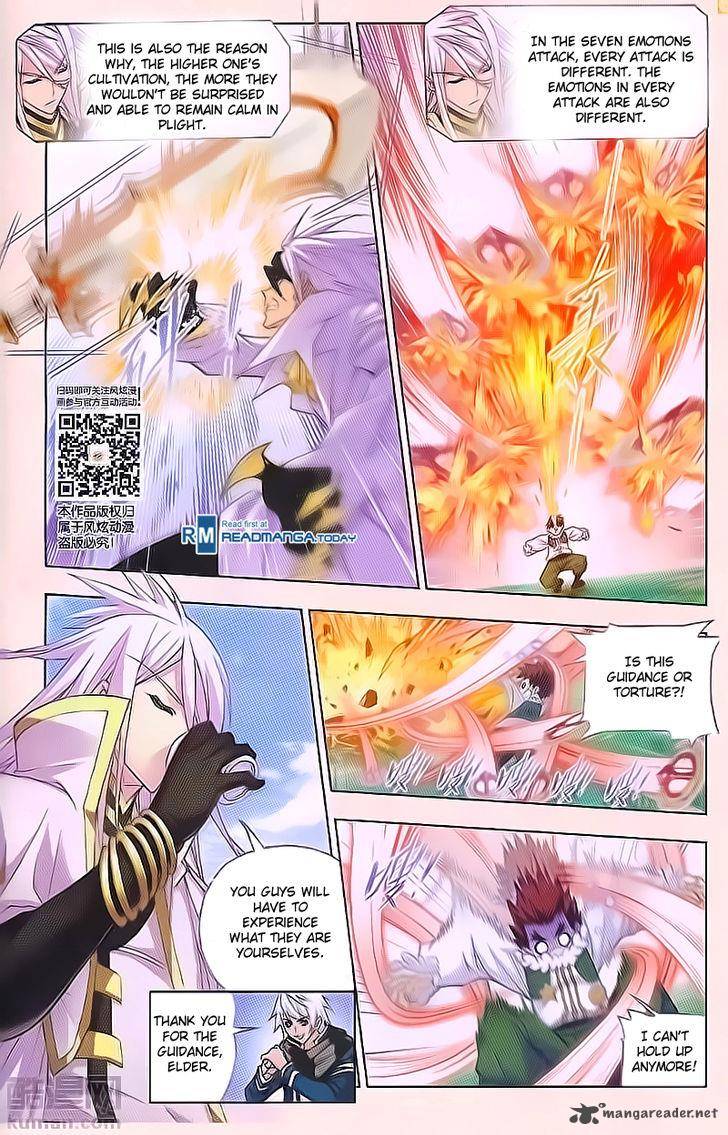 THIS IS ALSO THE REASON
WHY, THE HIGHER ONE'S
CULTIVATION, THE MORE THEY
WOULDN'T BE SURPRISED
AND ABLE TO REMAIN CALM IN
PLIGHT.
IN THE SEVEN EMOTIONS
ATTACK, EVERY ATTACK IS
DIFFERENT. THE
EMOTIONS IN EVERY
ATTACK ARE ALSO
DIFFERENT.
扫码即可关注风炫漫
画参与官方互动活动!
本作品版权归
属于风炫动漫
盗版必究!
RM
Read first at
READMANGA.TODAY
IS THIS
GUIDANCE OR
TORTURE?!
YOU GUYS WILL
HAVE TO
EXPERIENCE
WHAT THEY ARE
YOURSELVES.
THANK YOU
FOR THE
GUIDANCE,
ELDER.
I CAN'T
HOLD UP
ANYMORE!
酷漫网
kuman.com
mangareader.net